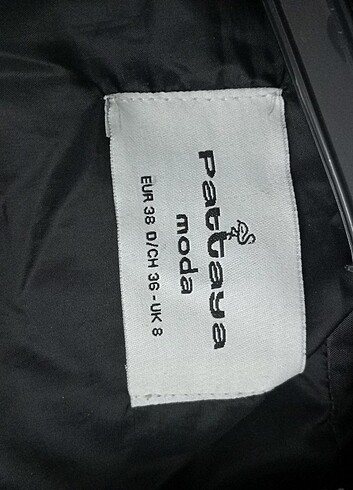 Pattaya
moda
EUR 38 D/CH 36 - UK 8